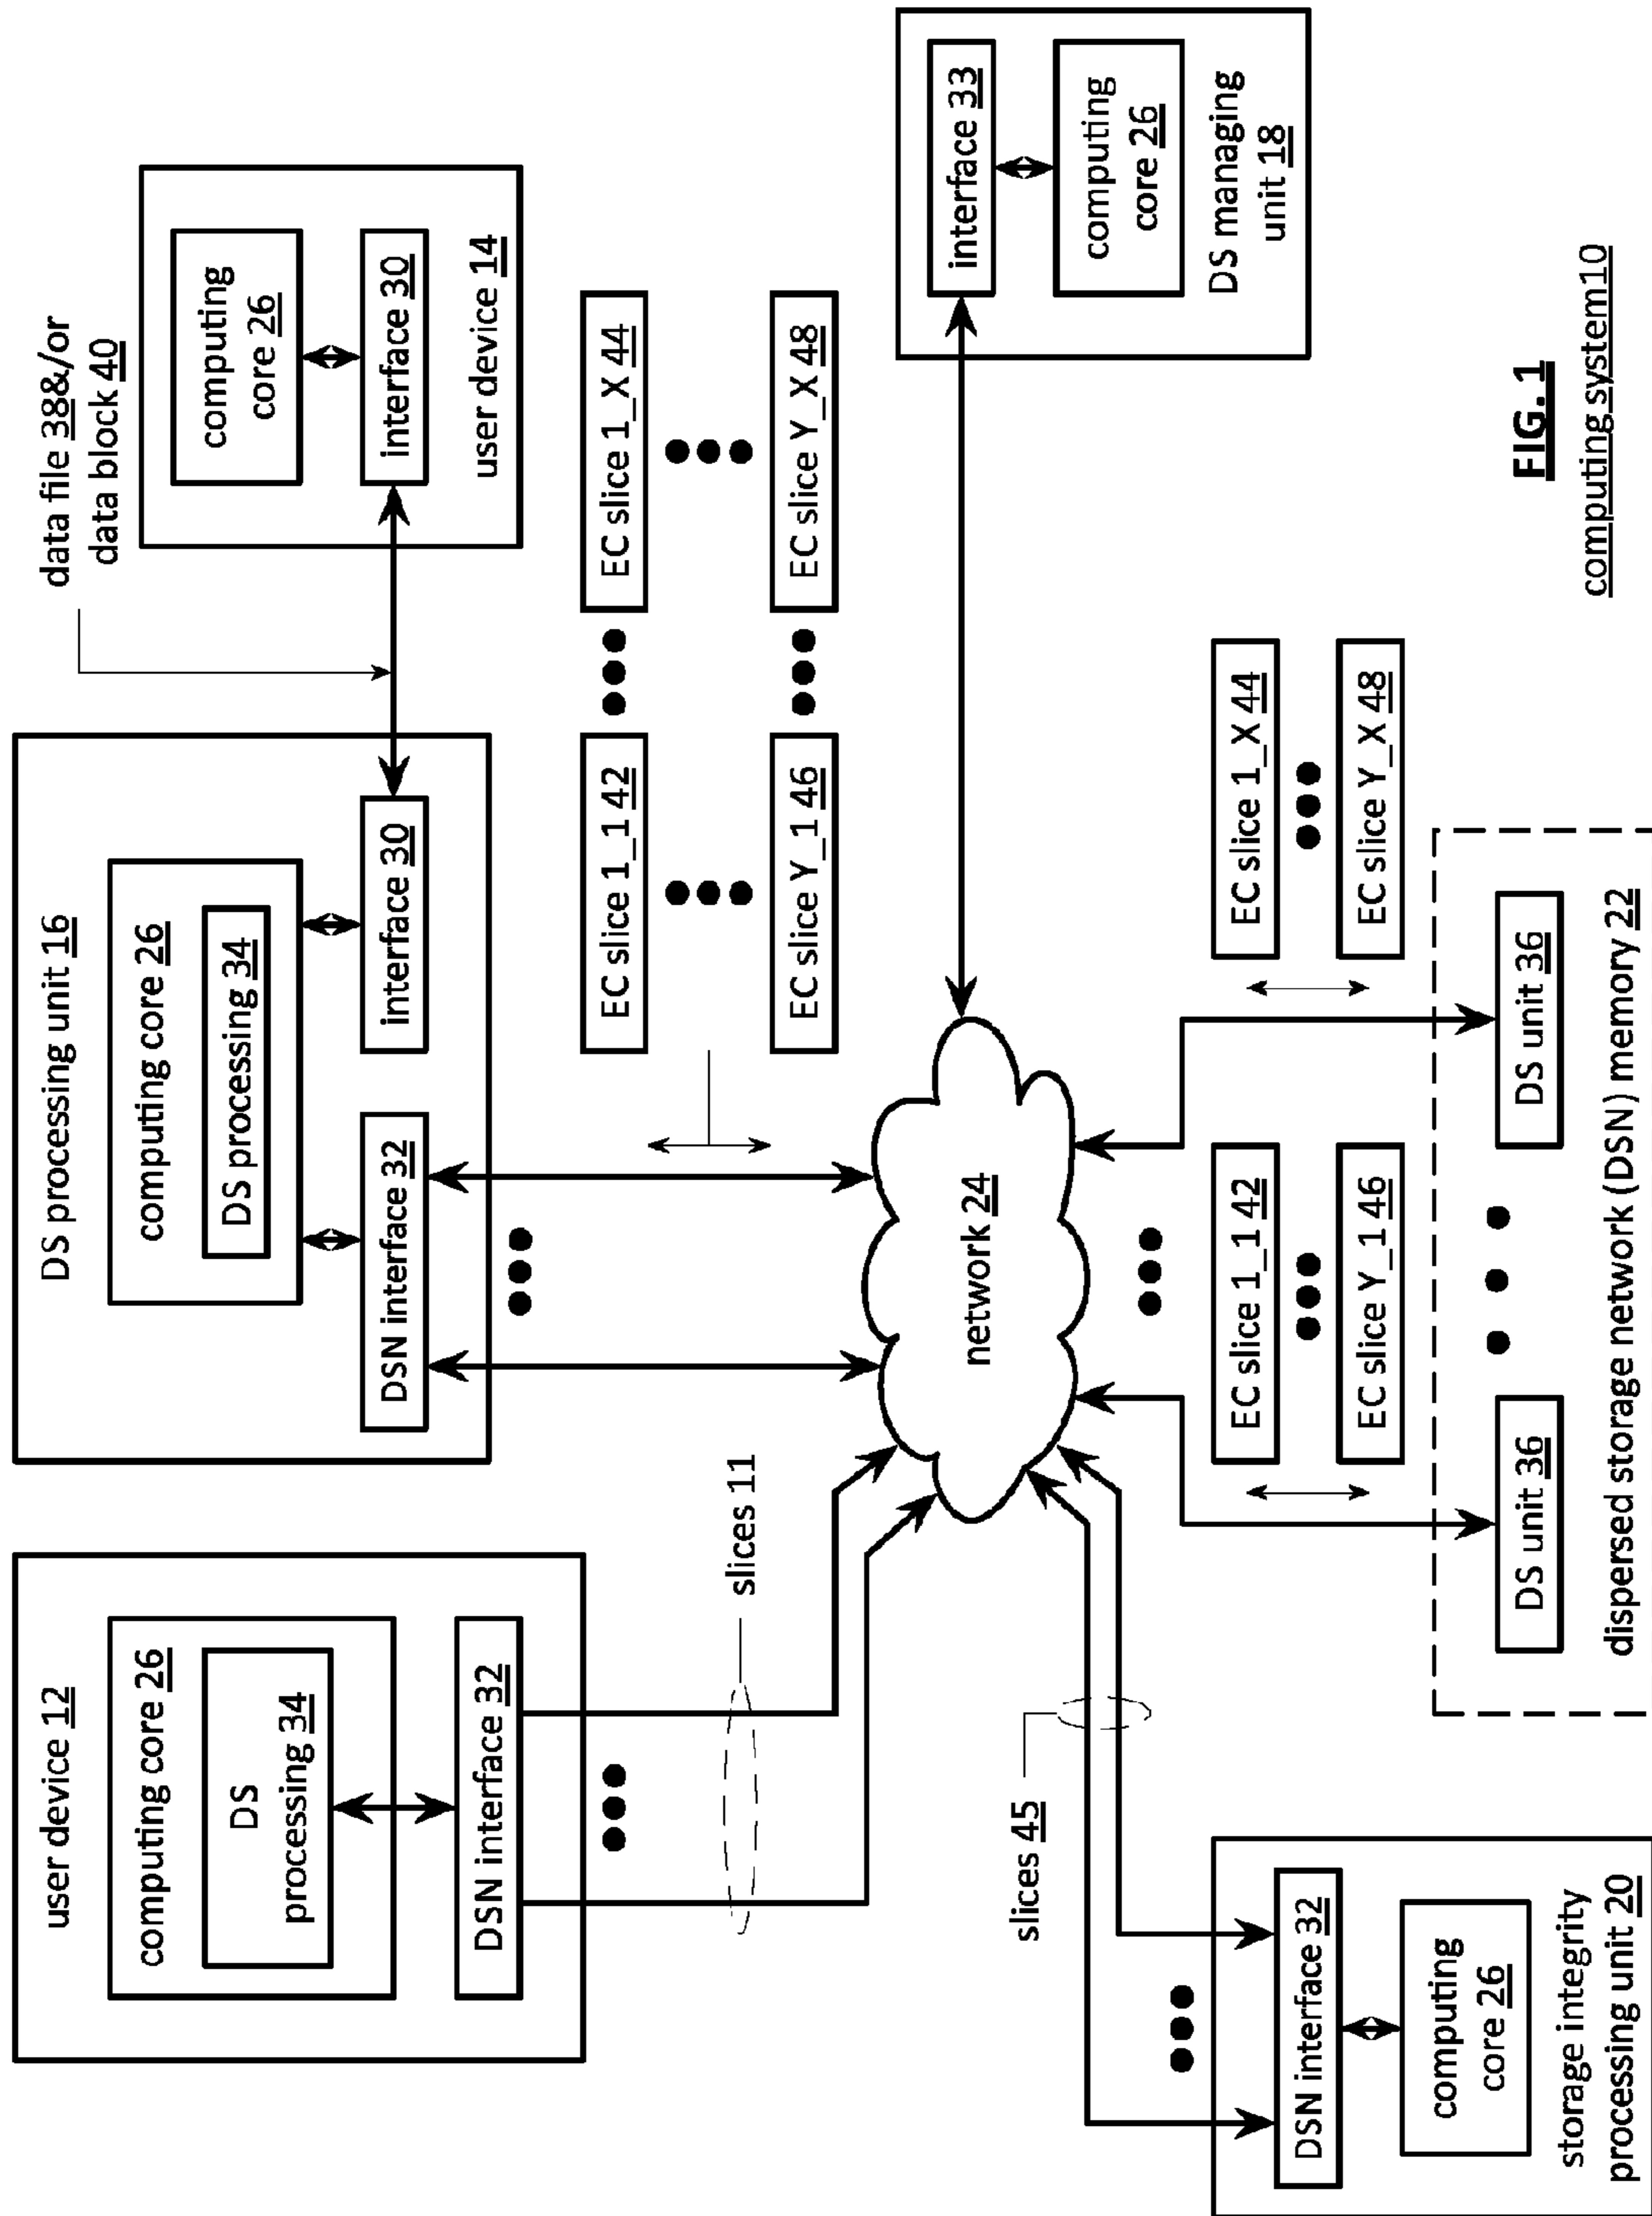 user device 12
computing core 26
DS
processing 34
DSN interface 32
slices 11
DS processing unit 16
computing core 26
DS processing 34
DSN interface 32
interface 30
data file 38&/or
data block 40
computing
core 26
interface 30
user device 14
EC slice 1_1 42
EC slice 1_X 44
EC slice Y_1 46
EC slice Y_X 48
network 24
interface 33
computing
core 26
DS managing
unit 18
slices 45
DSN interface 32
computing
core 26
storage integrity
processing unit 20
EC slice 1_1 42
EC slice Y_1 46
EC slice 1_X 44
EC slice Y_X 48
DS unit 36
DS unit 36
dispersed storage network (DSN) memory 22
FIG. 1
computing system10